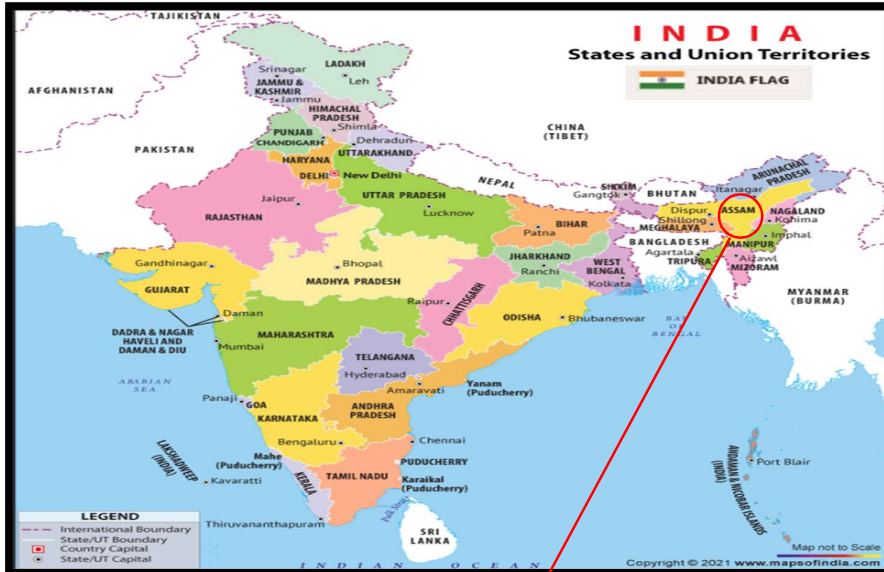 INDIA
States and Union Territories
INDIA FLAG
TAJIKISTAN
AFGHANISTAN
PAKISTAN
CHINA
(TIBET)
LADAKH
Leh
Srinagar
JAMMU &
KASHMIR
Jammu
HIMACHAL
PRADESH
Shimla
PUNJAB
CHANDIGARH
Dehradun
UTTARAKHAND
HARYANA
DELHI
New Delhi
RAJASTHAN
Jaipur
UTTAR PRADESH
Lucknow
NEPAL
SIKKIM
Gangtok
BHUTAN
ARUNACHAL
PRADESH
Itanagar
ASSAM
Dispur
Shillong
MEGHALAYA
NAGALAND
Kohima
Imphal
MANIPUR
BANGLADESH
Agartala
TRIPURA
Aizawl
MIZORAM
MYANMAR
(BURMA)
BIHAR
Patna
JHARKHAND
Ranchi
WEST
BENGAL
Kolkata
Gandhinagar
GUJARAT
Bhopal
MADHYA PRADESH
Raipur
CHHATTISGARH
ODISHA
Bhubaneswar
BAY
OF
BENGAL
Daman
DADRA & NAGAR
HAVELI AND
DAMAN & DIU
Mumbai
MAHARASHTRA
TELANGANA
Hyderabad
Amaravati
Yanam
(Puducherry)
ARABIAN
SEA
Panaji
GOA
KARNATAKA
ANDHRA
PRADESH
Bengaluru
Chennai
Mahe
(Puducherry)
PUDUCHERRY
TAMIL NADU
Karaikal
(Puducherry)
KERALA
LAKSHADWEEP
(INDIA)
Kavaratti
Thiruvananthapuram
Palk Strait
SRI
LANKA
ANDAMAN & NICOBAR ISLANDS
(INDIA)
Port Blair
INDIAN OCEAN
LEGEND
International Boundary
State/UT Boundary
Country Capital
State/UT Capital
Map not to Scale
Copyright © 2021 www.mapsofindia.com